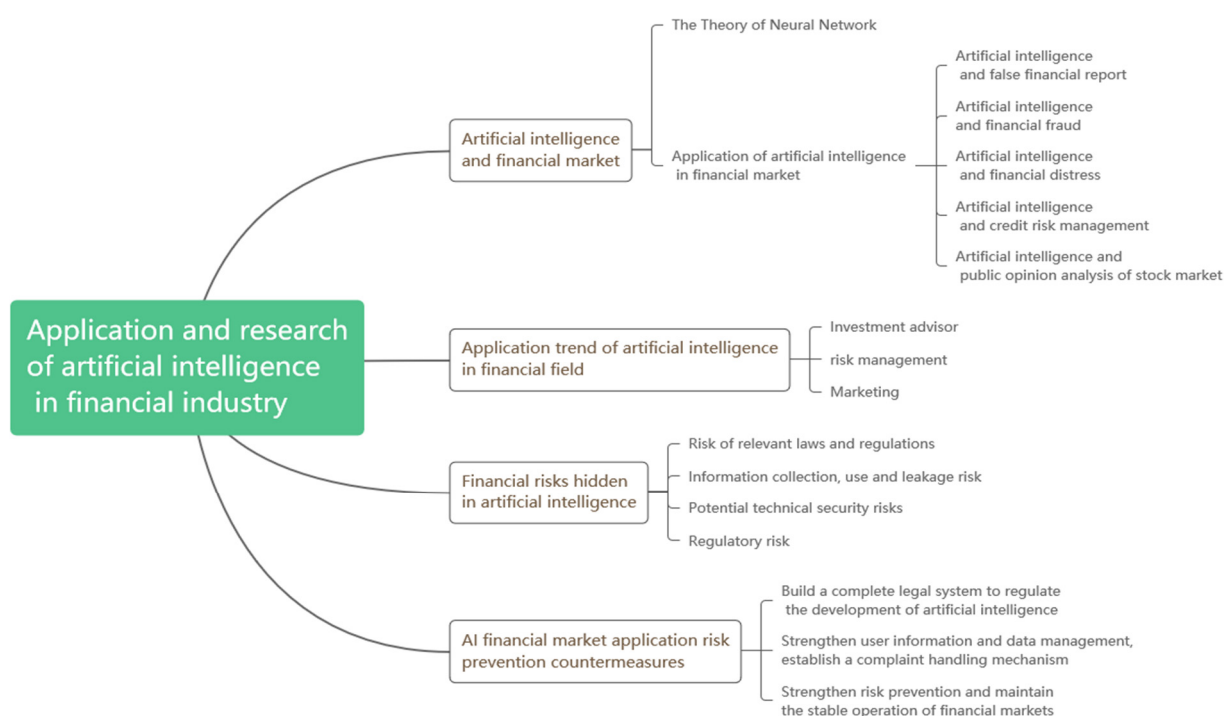 Application and research
of artificial intelligence
in financial industry
Artificial intelligence
and financial market
The Theory of Neural Network
Application of artificial intelligence
in financial market
Artificial intelligence
and false financial report
Artificial intelligence
and financial fraud
Artificial intelligence
and financial distress
Artificial intelligence
and credit risk management
Artificial intelligence and
public opinion analysis of stock market
Application trend of artificial intelligence
in financial field
Investment advisor
risk management
Marketing
Financial risks hidden
in artificial intelligence
Risk of relevant laws and regulations
Information collection, use and leakage risk
Potential technical security risks
Regulatory risk
AI financial market application risk
prevention countermeasures
Build a complete legal system to regulate
the development of artificial intelligence
Strengthen user information and data management,
establish a complaint handling mechanism
Strengthen risk prevention and maintain
the stable operation of financial markets